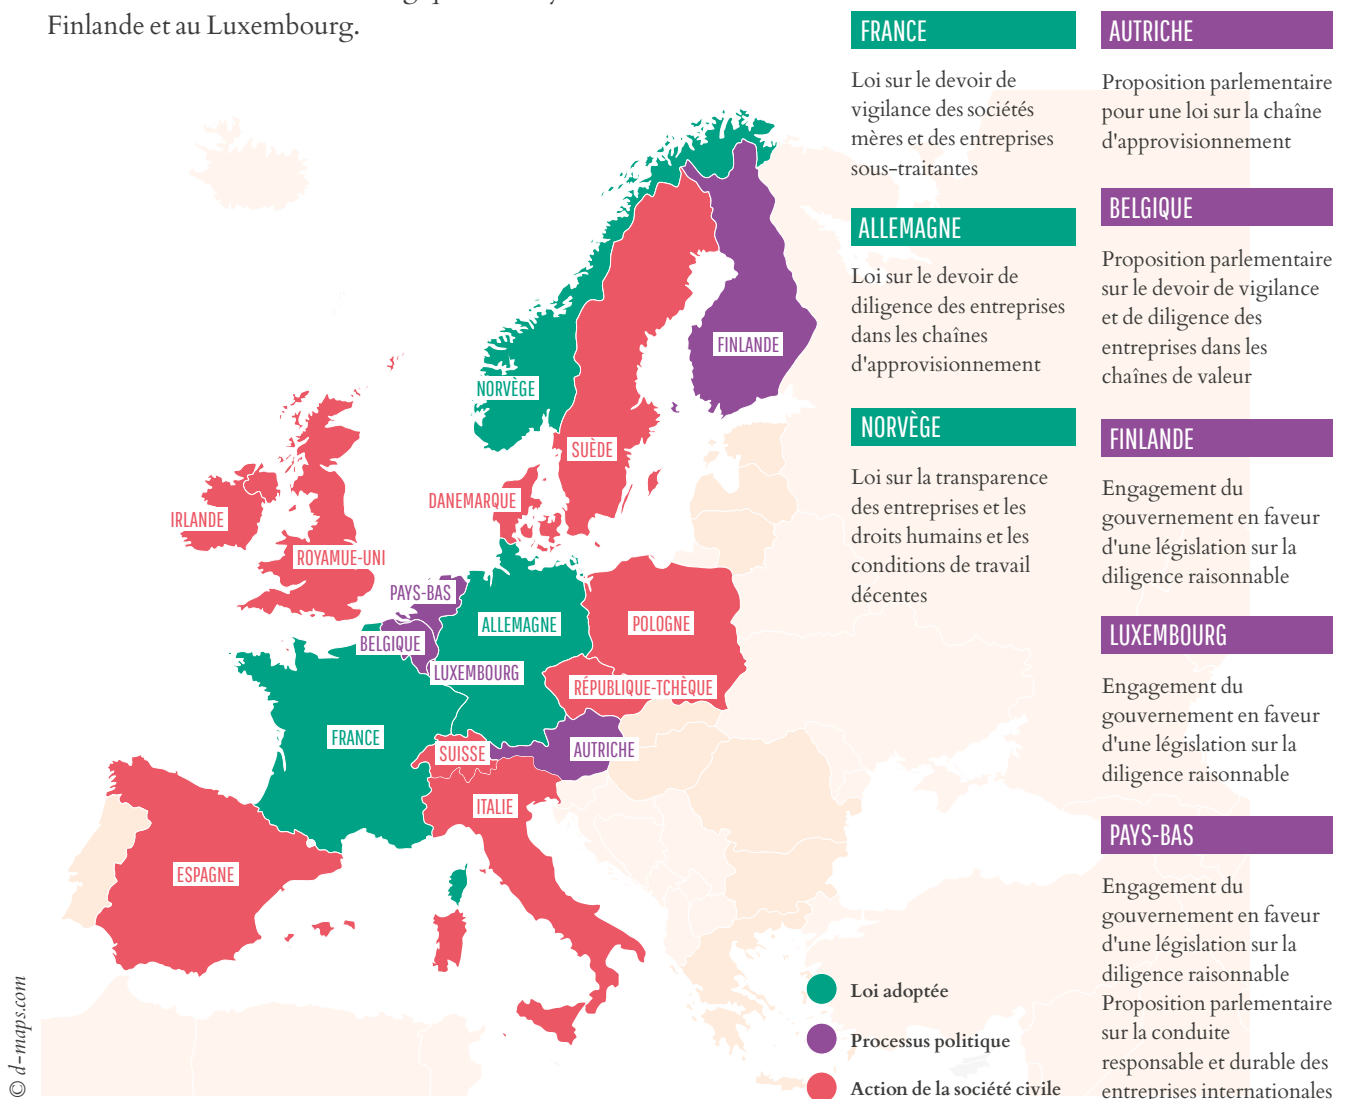 Finlande et au Luxembourg.
FRANCE
Loi sur le devoir de
vigilance des sociétés
mères et des entreprises
sous-traitantes
ALLEMAGNE
Loi sur le devoir de
diligence des entreprises
dans les chaînes
d'approvisionnement
NORVÈGE
Loi sur la transparence
des entreprises et les
droits humains et les
conditions de travail
décentes
AUTRICHE
Proposition parlementaire
pour une loi sur la chaîne
d'approvisionnement
BELGIQUE
Proposition parlementaire
sur le devoir de vigilance
et de diligence des
entreprises dans les
chaînes de valeur
FINLANDE
Engagement du
gouvernement en faveur
d'une législation sur la
diligence raisonnable
LUXEMBOURG
Engagement du
gouvernement en faveur
d'une législation sur la
diligence raisonnable
PAYS-BAS
Engagement du
gouvernement en faveur
d'une législation sur la
diligence raisonnable
Proposition parlementaire
sur la conduite
responsable et durable des
entreprises internationales
FINLANDE
NORVÈGE
SUÈDE
DANEMARQUE
IRLANDE
ROYAMUE-UNI
PAYS-BAS
ALLEMAGNE
POLOGNE
BELGIQUE
LUXEMBOURG
RÉPUBLIQUE-TCHÈQUE
FRANCE
SUISSE
AUTRICHE
ITALIE
ESPAGNE
Loi adoptée
Processus politique
Action de la société civile
© d-maps.com